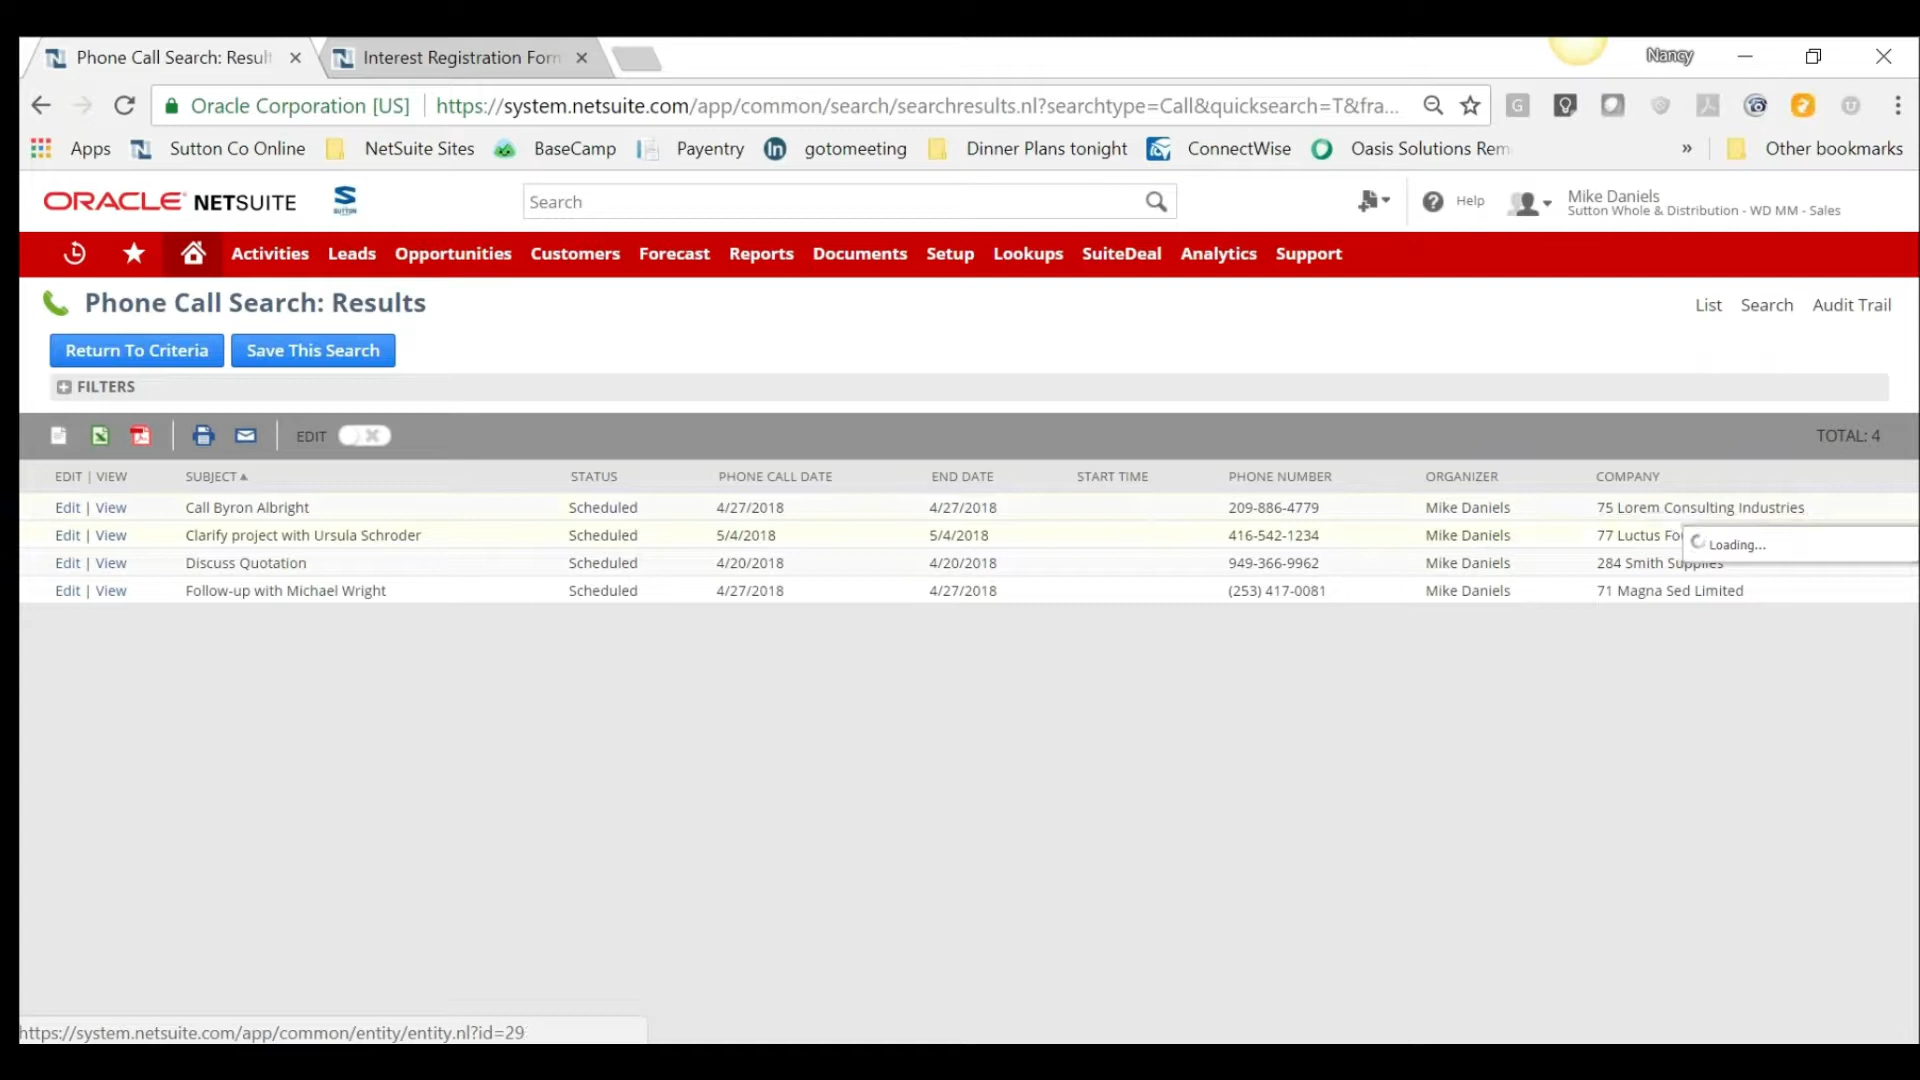 Phone Call Search: Result
Interest Registration Forn
Nancy
Oracle Corporation [US] https://system.netsuite.com/app/common/search/searchresults.nl?searchtype=Call&quicksearch=T&fra...
Apps Sutton Co Online NetSuite Sites BaseCamp Payentry gotomeeting Dinner Plans tonight ConnectWise Oasis Solutions Rem » Other bookmarks
ORACLE NETSUITE SUTTON Search Help Mike Daniels
Sutton Whole & Distribution - WD MM - Sales
Activities Leads Opportunities Customers Forecast Reports Documents Setup Lookups SuiteDeal Analytics Support
Phone Call Search: Results List Search Audit Trail
Return To Criteria Save This Search
FILTERS
EDIT TOTAL: 4
EDIT | VIEW SUBJECT STATUS PHONE CALL DATE END DATE START TIME PHONE NUMBER ORGANIZER COMPANY
Edit | View Call Byron Albright Scheduled 4/27/2018 4/27/2018 209-886-4779 Mike Daniels 75 Lorem Consulting Industries
Edit | View Clarify project with Ursula Schroder Scheduled 5/4/2018 5/4/2018 416-542-1234 Mike Daniels 77 Luctus Fo
Loading...
Edit | View Discuss Quotation Scheduled 4/20/2018 4/20/2018 949-366-9962 Mike Daniels 284 Smith Supplies
Edit | View Follow-up with Michael Wright Scheduled 4/27/2018 4/27/2018 (253) 417-0081 Mike Daniels 71 Magna Sed Limited
https://system.netsuite.com/app/common/entity/entity.nl?id=29